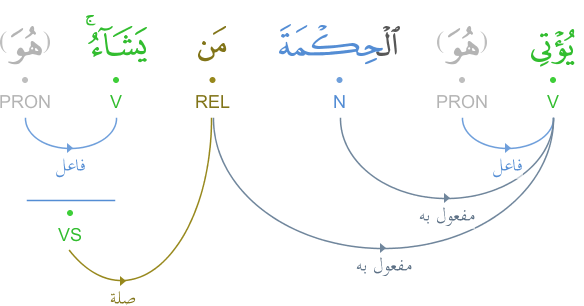 يُؤْتِى (هُوَ) ٱلْحِكْمَةَ مَن يَشَآءُ ۚ (هُوَ)
V PRON N REL V PRON
فاعل فاعل
مفعول به
VS
مفعول به
صلة